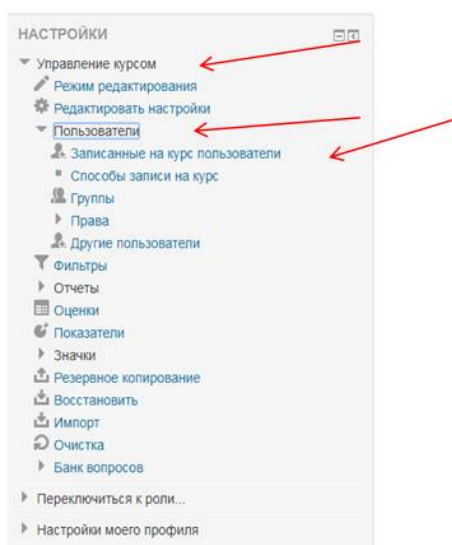 НАСТРОЙКИ
Управление курсом
Режим редактирования
Редактировать настройки
Пользователи
Записанные на курс пользователи
Способы записи на курс
Группы
Права
Другие пользователи
Фильтры
Отчеты
Оценки
Показатели
Значки
Резервное копирование
Восстановить
Импорт
Очистка
Банк вопросов
Переключиться к роли...
Настройки моего профиля